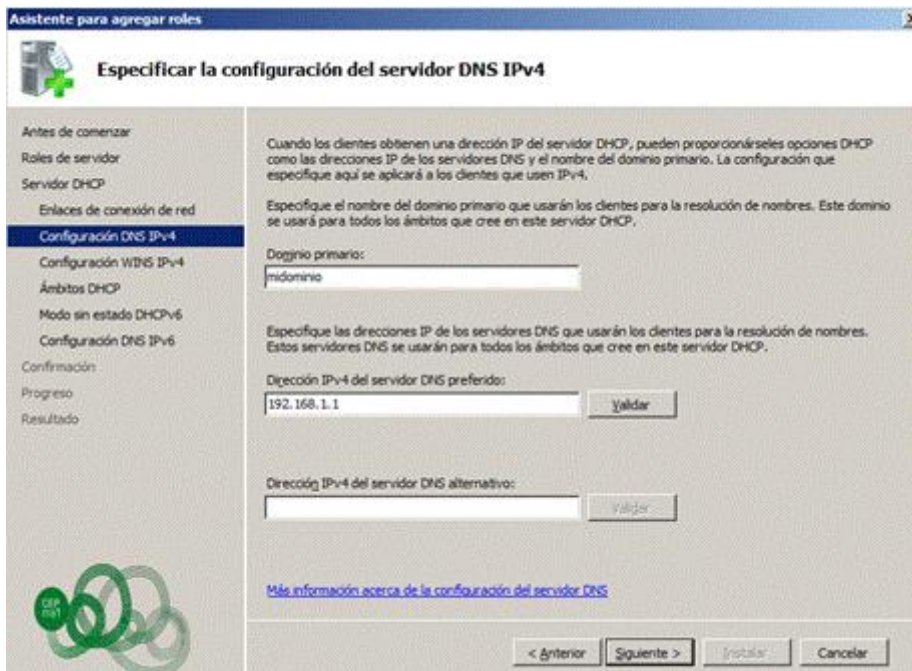 Asistente para agregar roles
Especificar la configuración del servidor DNS IPv4
Antes de comenzar
Roles de servidor
Servidor DHCP
Enlaces de conexión de red
Configuración DNS IPv4
Configuración WINS IPv4
Ámbitos DHCP
Modo sin estado DHCPv6
Configuración DNS IPv6
Confirmación
Progreso
Resultado
Cuando los clientes obtienen una dirección IP del servidor DHCP, pueden proporcionárseles opciones DHCP
como las direcciones IP de los servidores DNS y el nombre del dominio primario. La configuración que
especifique aquí se aplicará a los clientes que usen IPv4.
Especifique el nombre del dominio primario que usarán los clientes para la resolución de nombres. Este dominio
se usará para todos los ámbitos que cree en este servidor DHCP.
Dominio primario:
midominio
Especifique las direcciones IP de los servidores DNS que usarán los clientes para la resolución de nombres.
Estos servidores DNS se usarán para todos los ámbitos que cree en este servidor DHCP.
Dirección IPv4 del servidor DNS preferido:
192.168.1.1
Validar
Dirección IPv4 del servidor DNS alternativo:
Validar
Más información acerca de la configuración del servidor DNS
< Anterior
Siguiente >
Instalar
Cancelar